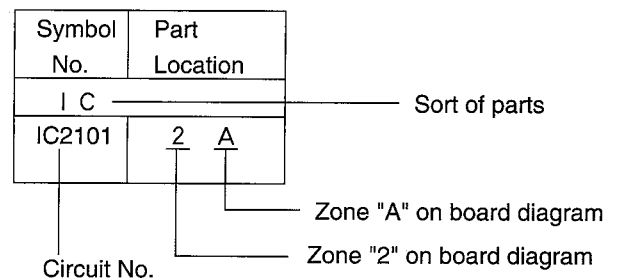 Symbol Part
No. Location
I C Sort of parts
IC2101 2 A
Zone "A" on board diagram
Zone "2" on board diagram
Circuit No.